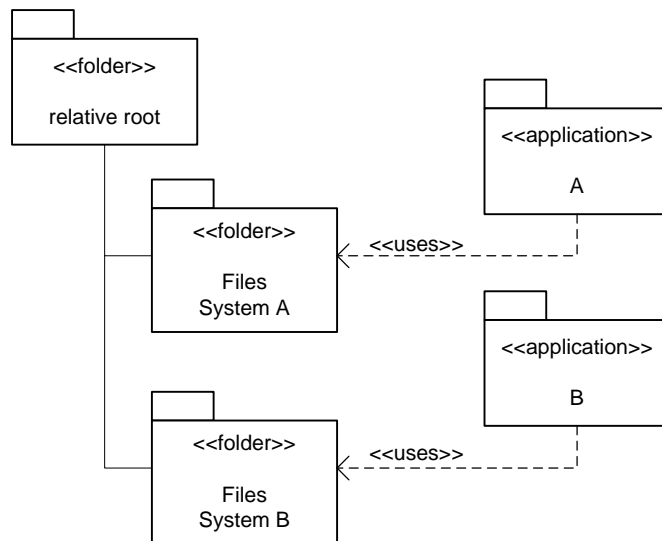 <<folder>>
relative root
<<application>>
A
<<folder>>
Files
System A
<<uses>>
<<application>>
B
<<folder>>
Files
System B
<<uses>>